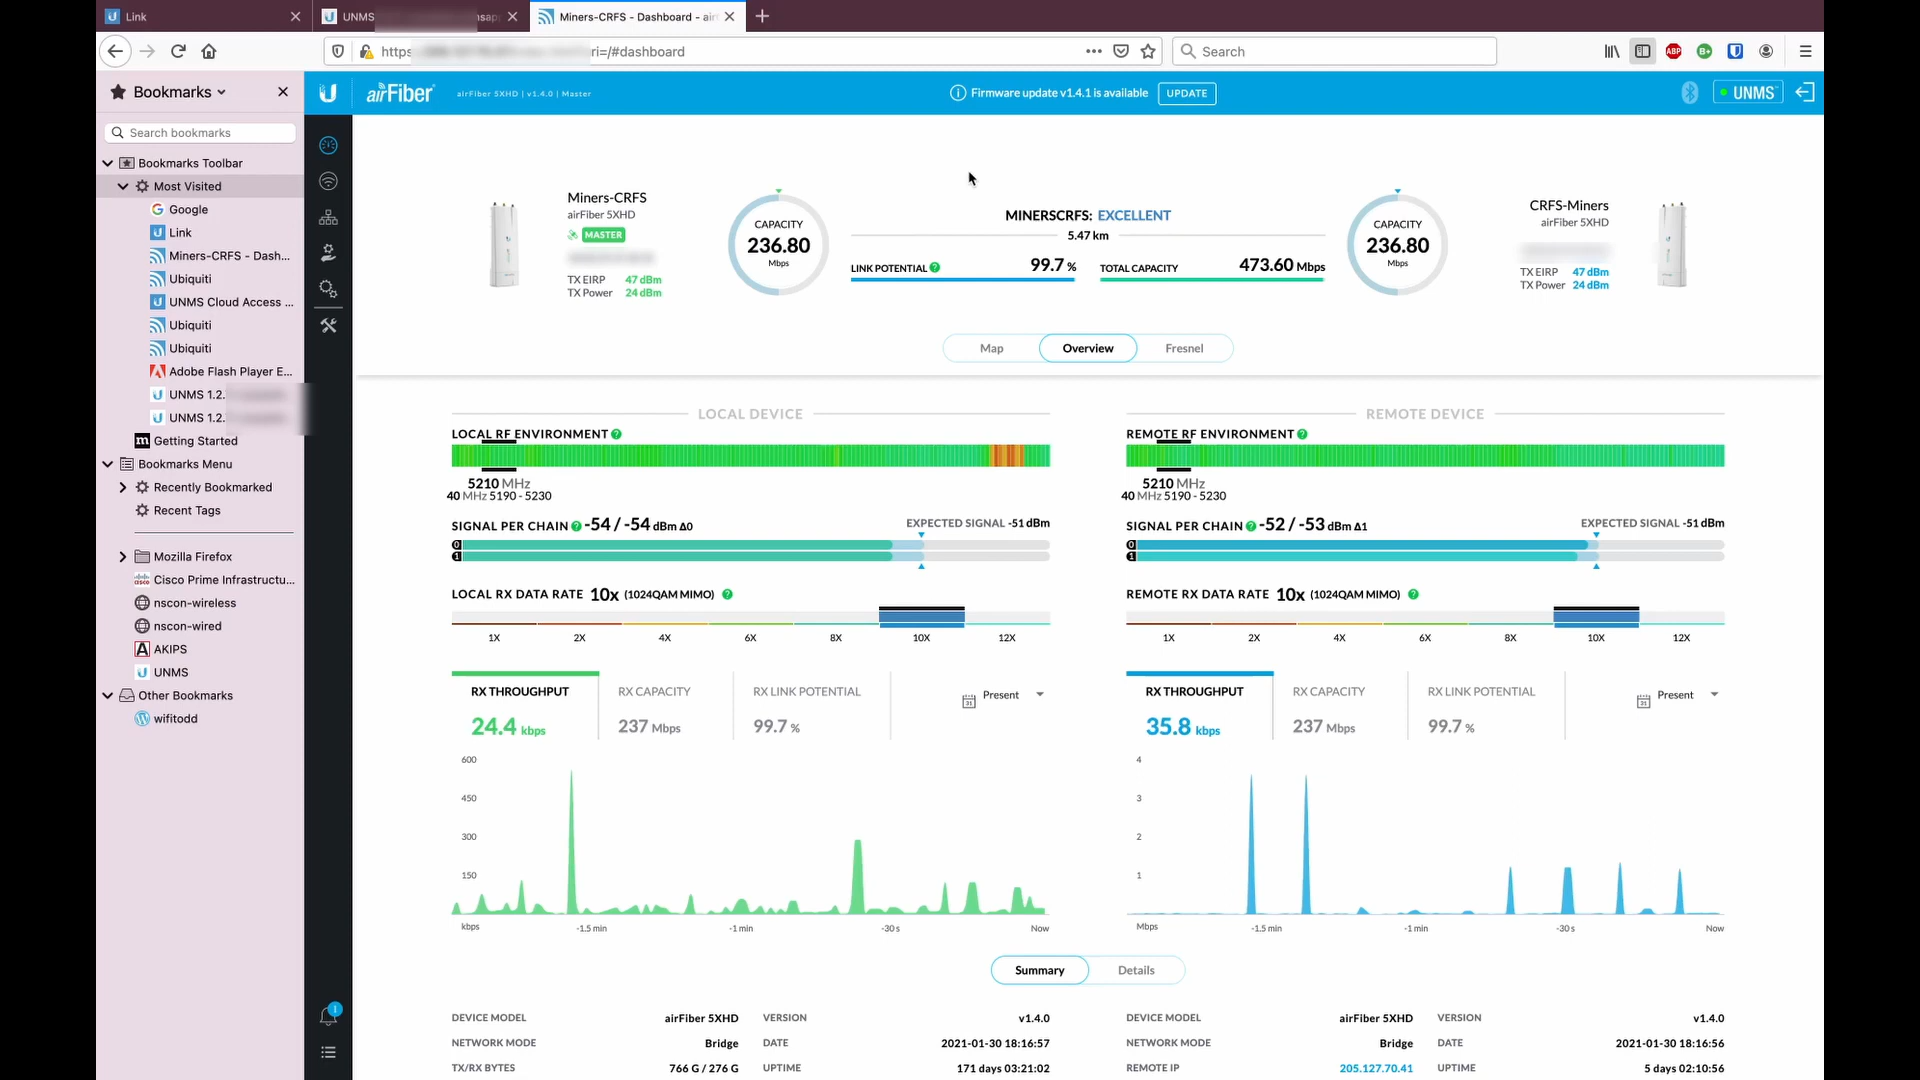 Link
UNMS
Miners-CRFS - Dashboard - air
https
ri=/#dashboard
Search
ABP
B+
Bookmarks
Search bookmarks
Bookmarks Toolbar
Most Visited
Google
Link
Miners-CRFS - Dash...
Ubiquiti
UNMS Cloud Access ...
Ubiquiti
Ubiquiti
Adobe Flash Player E...
UNMS 1.2.
UNMS 1.2.
Getting Started
Bookmarks Menu
Recently Bookmarked
Recent Tags
Mozilla Firefox
Cisco Prime Infrastructu...
nscon-wireless
nscon-wired
AKIPS
UNMS
Other Bookmarks
wifitodd
airFiber
airFiber 5XHD | v1.4.0 | Master
Firmware update v1.4.1 is available
UPDATE
UNMS
Miners-CRFS
airFiber 5XHD
MASTER
TX EIRP 47 dBm
TX Power 24 dBm
CAPACITY
236.80
Mbps
MINERSCRFS: EXCELLENT
5.47 km
LINK POTENTIAL 99.7 %
TOTAL CAPACITY 473.60 Mbps
CAPACITY
236.80
Mbps
CRFS-Miners
airFiber 5XHD
TX EIRP 47 dBm
TX Power 24 dBm
Map
Overview
Fresnel
LOCAL DEVICE
LOCAL RF ENVIRONMENT
5210 MHz
40 MHz 5190 - 5230
SIGNAL PER CHAIN -54 / -54 dBm Δ0
EXPECTED SIGNAL -51 dBm
0
1
LOCAL RX DATA RATE 10x (1024QAM MIMO)
1X 2X 4X 6X 8X 10X 12X
RX THROUGHPUT
24.4 kbps
RX CAPACITY
237 Mbps
RX LINK POTENTIAL
99.7 %
31
Present
600
450
300
150
kbps
-1.5 min
-1 min
-30 s
Now
REMOTE DEVICE
REMOTE RF ENVIRONMENT
5210 MHz
40 MHz 5190 - 5230
SIGNAL PER CHAIN -52 / -53 dBm Δ1
EXPECTED SIGNAL -51 dBm
0
1
REMOTE RX DATA RATE 10x (1024QAM MIMO)
1X 2X 4X 6X 8X 10X 12X
RX THROUGHPUT
35.8 kbps
RX CAPACITY
237 Mbps
RX LINK POTENTIAL
99.7 %
31
Present
4
3
2
1
Mbps
-1.5 min
-1 min
-30 s
Now
Summary
Details
DEVICE MODEL airFiber 5XHD VERSION v1.4.0
NETWORK MODE Bridge DATE 2021-01-30 18:16:57
TX/RX BYTES 766 G / 276 G UPTIME 171 days 03:21:02
DEVICE MODEL airFiber 5XHD VERSION v1.4.0
NETWORK MODE Bridge DATE 2021-01-30 18:16:56
REMOTE IP 205.127.70.41 UPTIME 5 days 02:10:56
1